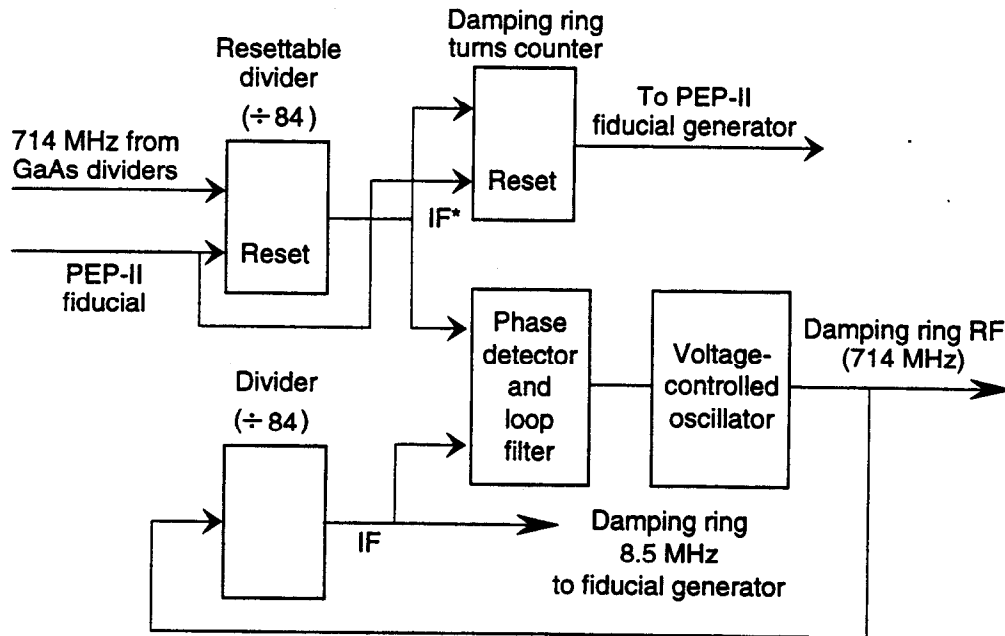 Damping ring
turns counter
Resettable
divider
(÷84)
714 MHz from
GaAs dividers
To PEP-II
fiducial generator
Reset
IF*
Reset
PEP-II
fiducial
Phase
detector
and
loop
filter
Voltage-
controlled
oscillator
Damping ring RF
(714 MHz)
Divider
(÷84)
IF
Damping ring
8.5 MHz
to fiducial generator